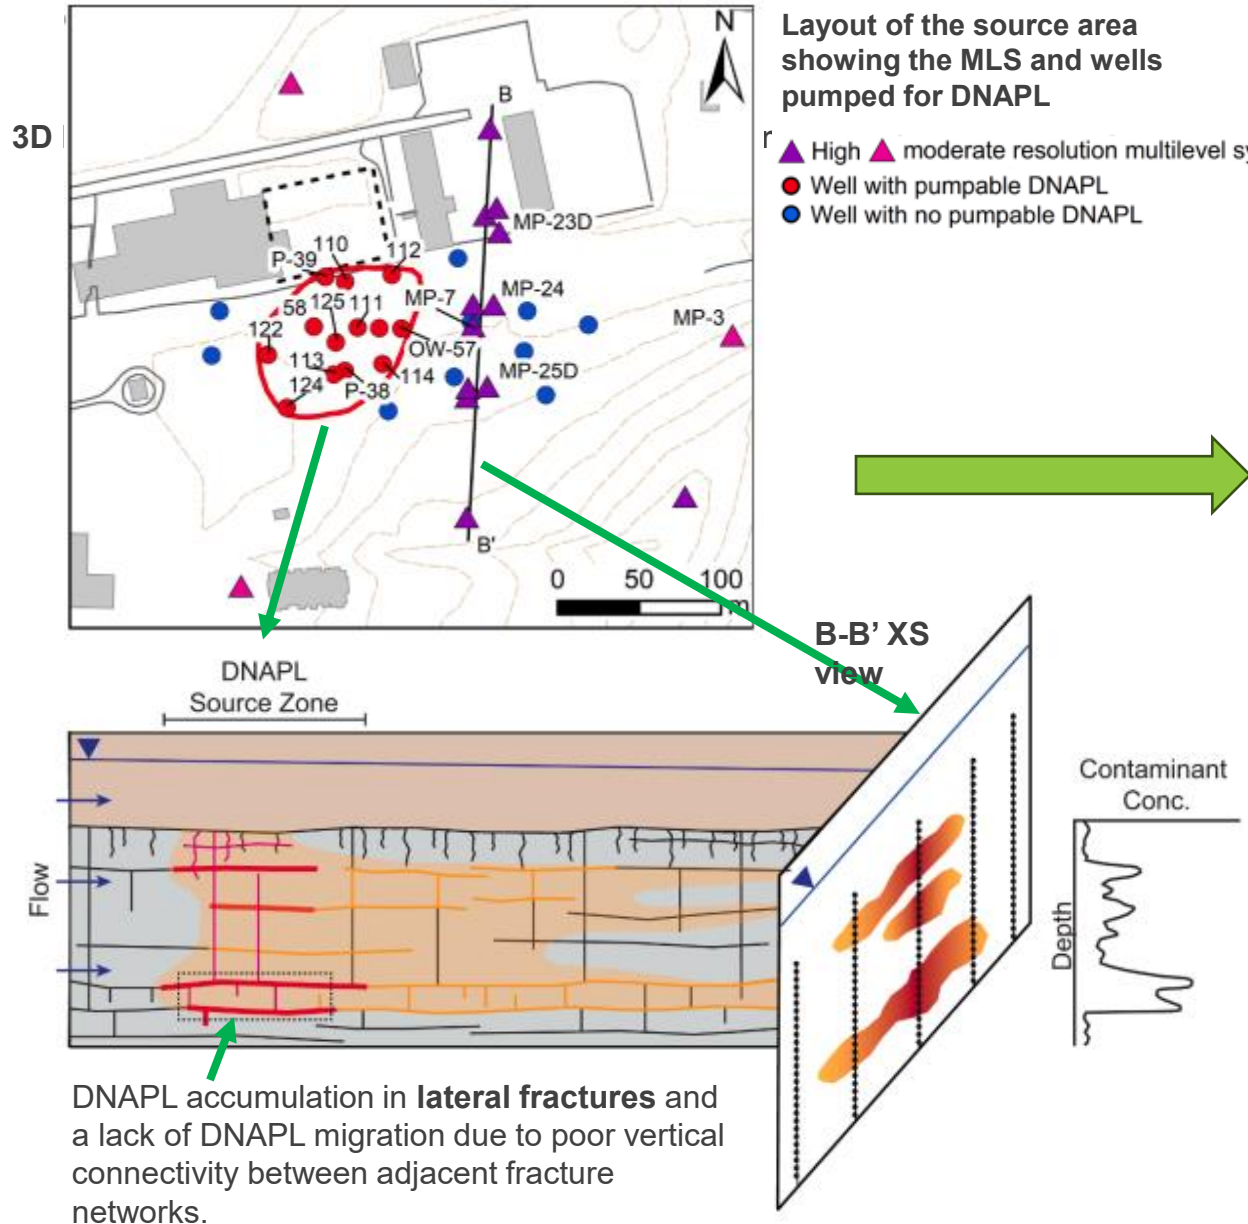 Layout of the source area
showing the MLS and wells
pumped for DNAPL
3D
r
High moderate resolution multilevel sy
Well with pumpable DNAPL
Well with no pumpable DNAPL
N
B
MP-23D
P-39
110
112
MP-7
MP-24
MP-3
58
125
111
122
OW-57
113
114
MP-25D
124
P-38
B'
0 50 100
m
B-B’ XS
view
DNAPL
Source Zone
Flow
Contaminant
Conc.
Depth
DNAPL accumulation in lateral fractures and
a lack of DNAPL migration due to poor vertical
connectivity between adjacent fracture
networks.